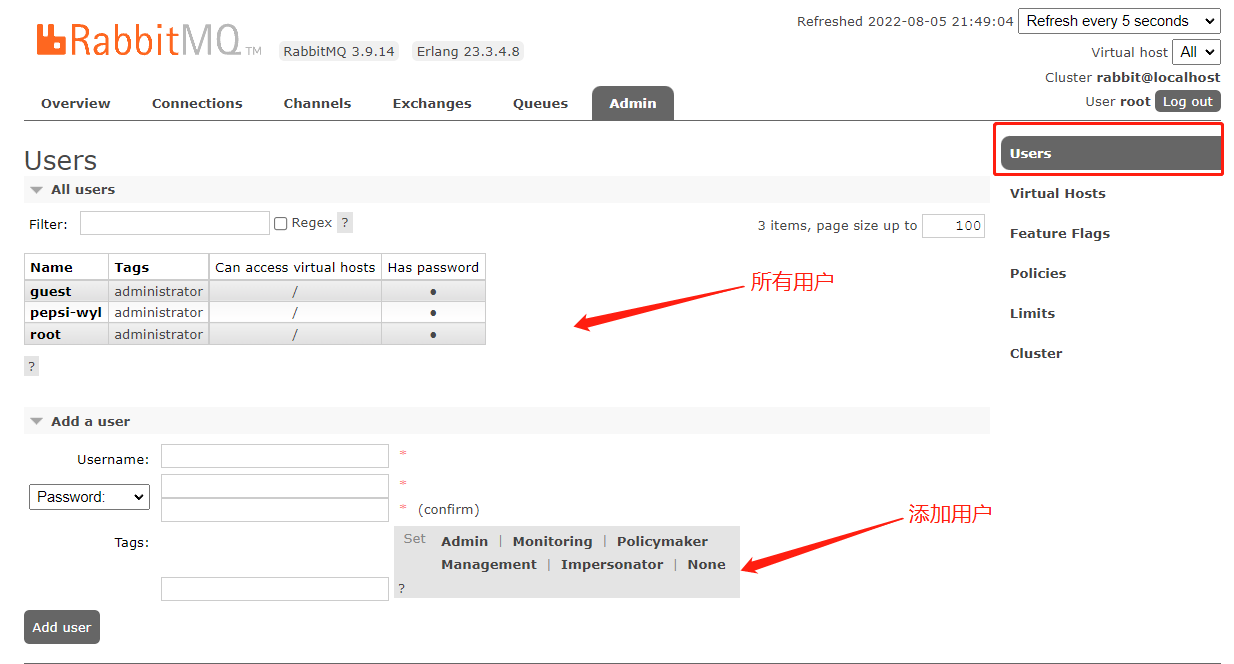 Refreshed 2022-08-05 21:49:04 Refresh every 5 seconds
RabbitMQ TM RabbitMQ 3.9.14 Erlang 23.3.4.8
Virtual host All
Cluster rabbit@localhost
User root Log out
Overview Connections Channels Exchanges Queues Admin
Users
All users
Filter: Regex ? 3 items, page size up to 100
Name Tags Can access virtual hosts Has password
guest administrator / ●
pepsi-wyl administrator / ●
root administrator / ●
?
所有用户
Add a user
Username: *
Password: *
* (confirm)
Tags:
Set Admin | Monitoring | Policymaker
Management | Impersonator | None
?
添加用户
Add user
Users
Virtual Hosts
Feature Flags
Policies
Limits
Cluster